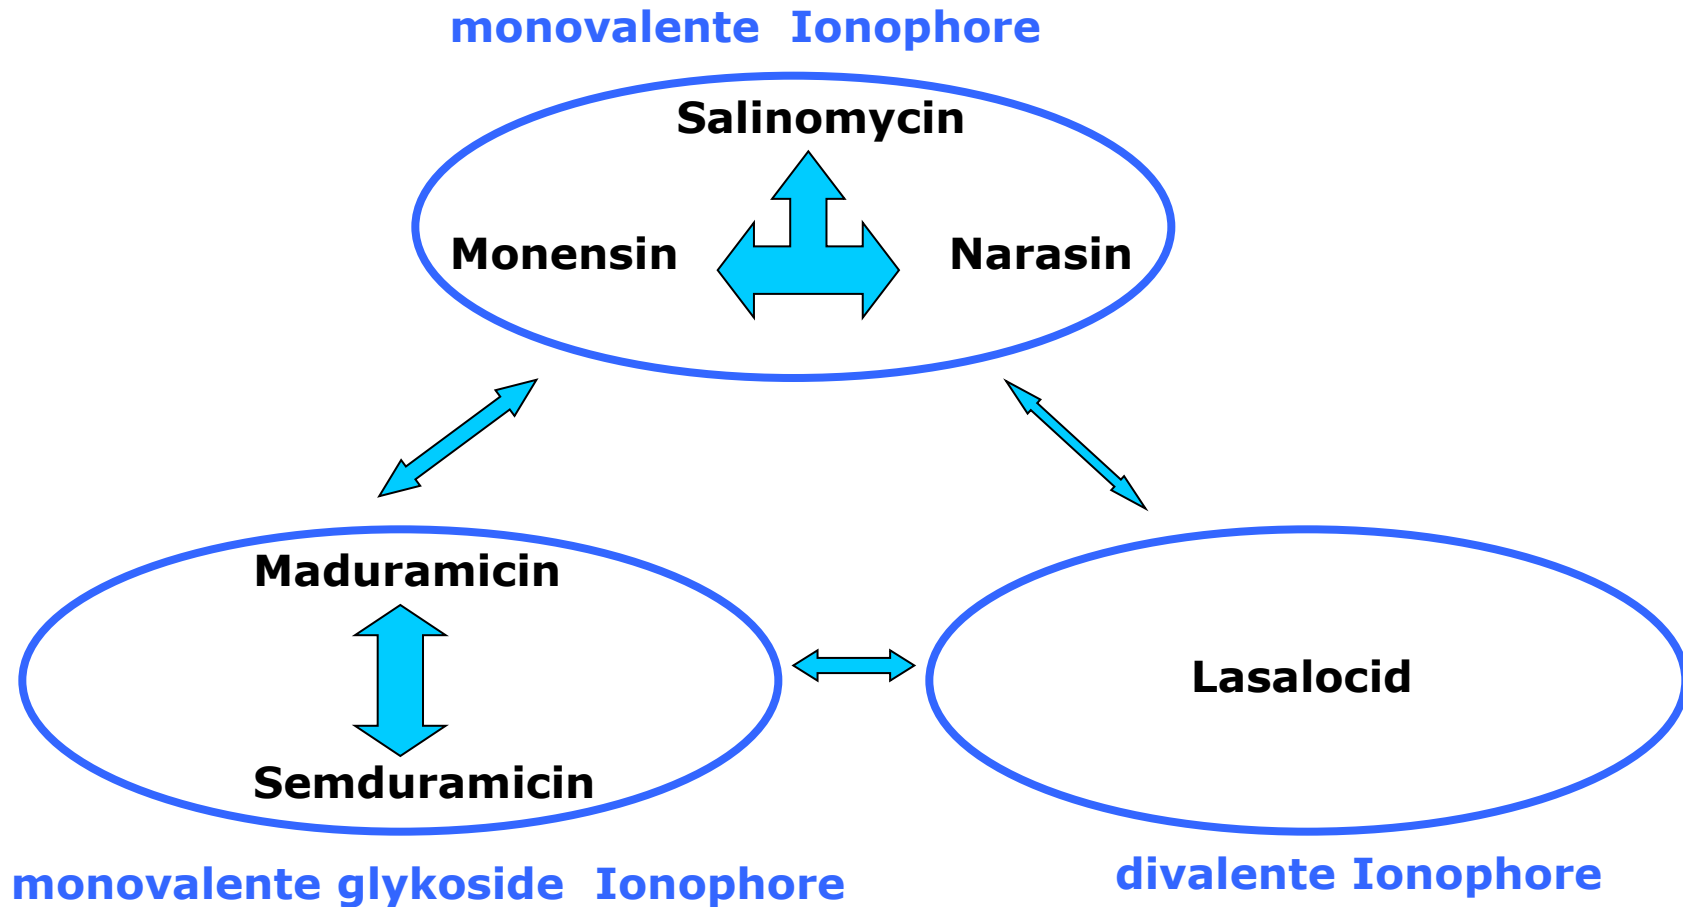 monovalente Ionophore
Salinomycin
Monensin
Narasin
Maduramicin
Semduramicin
Lasalocid
monovalente glykoside Ionophore
divalente Ionophore